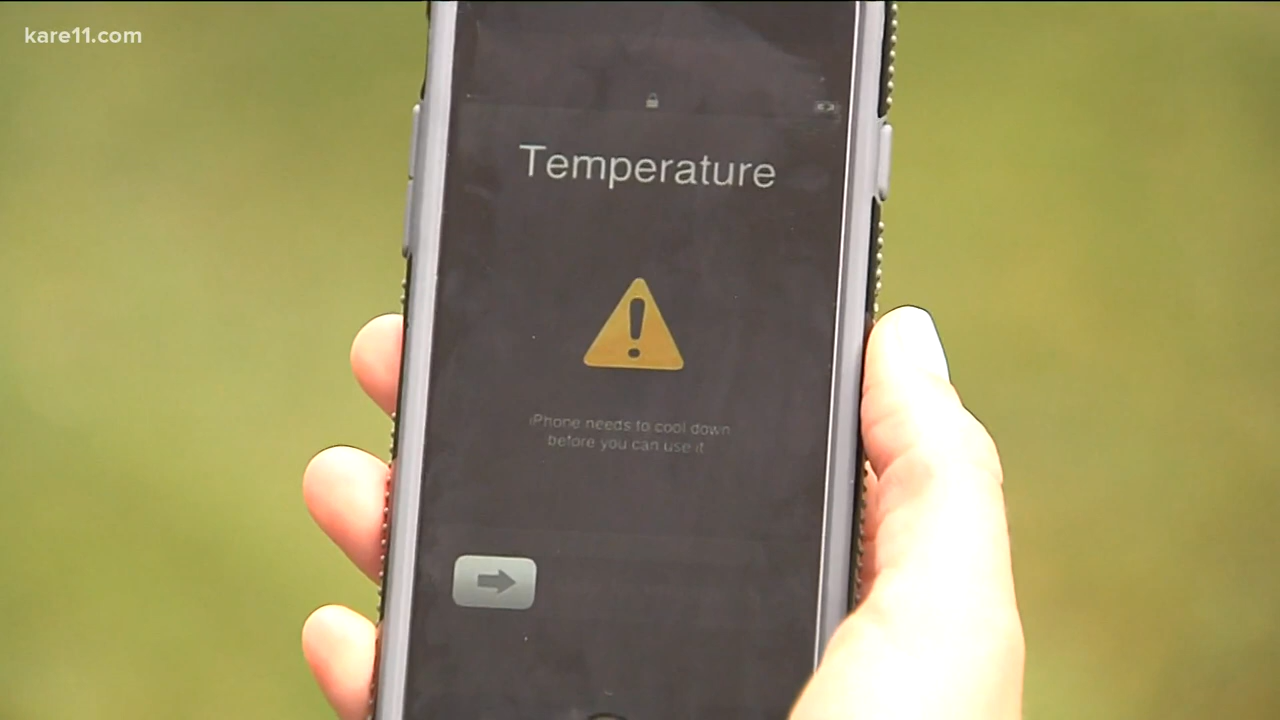 kare11.com
Temperature
iPhone needs to cool down
before you can use it